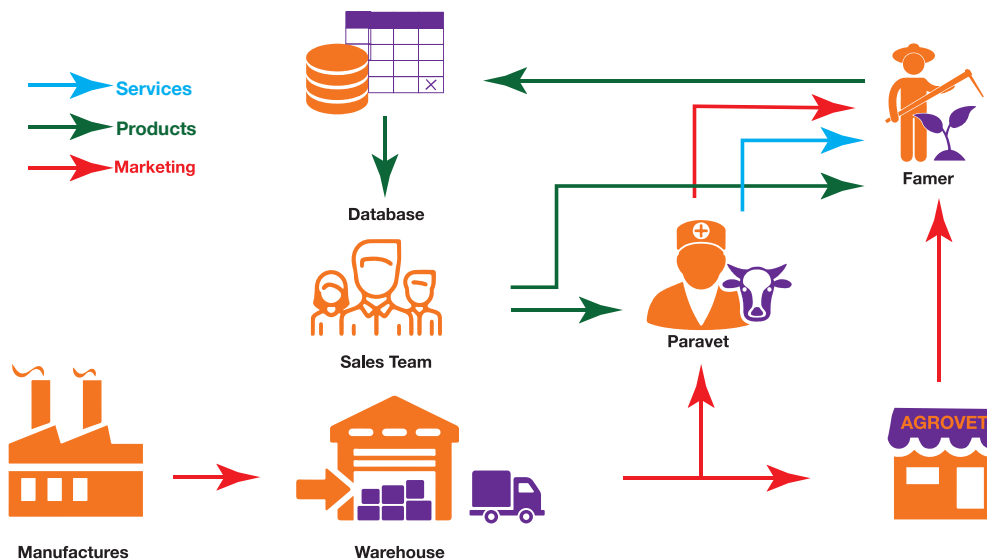 Services
Products
Marketing
Database
Famer
Sales Team
Paravet
AGROVET
Manufactures
Warehouse